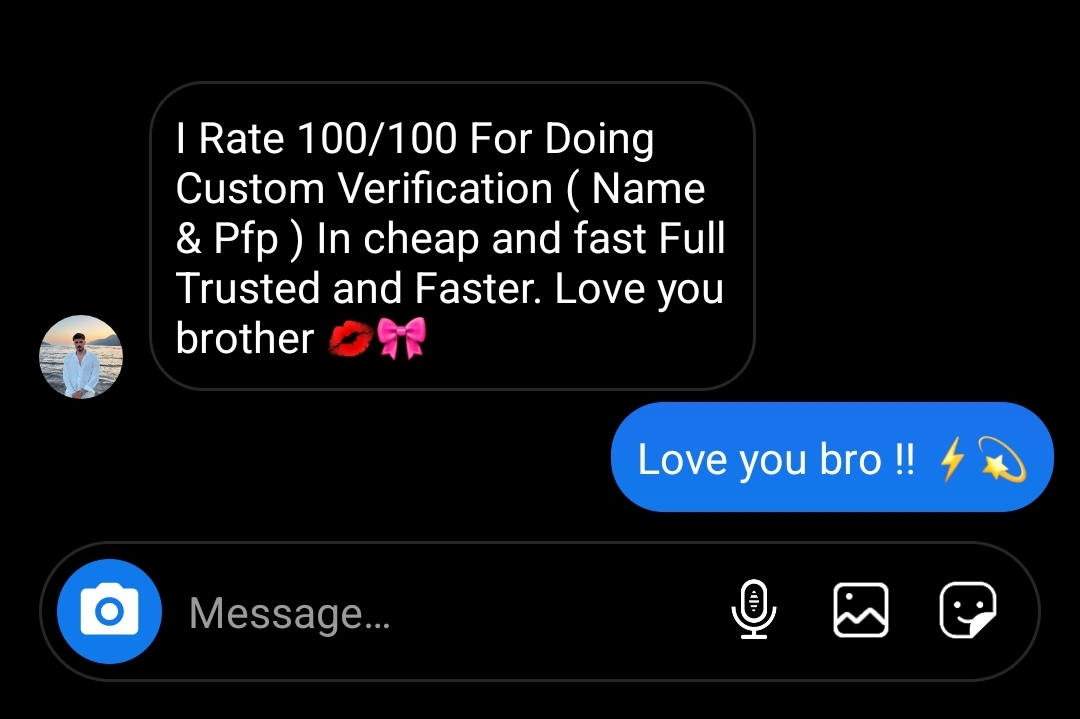 I Rate 100/100 For Doing
Custom Verification ( Name
& Pfp ) In cheap and fast Full
Trusted and Faster. Love you
brother 💋🎀
Love you bro !! ⚡💫
Message...